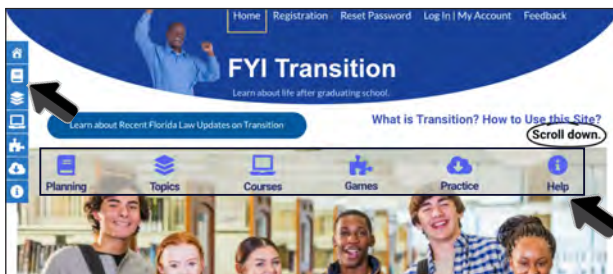 Home Registration Reset Password Log In | My Account Feedback
FYI Transition
Learn about life after graduating school.
Learn about Recent Florida Law Updates on Transition
What is Transition? How to Use this Site?
Scroll down.
Planning Topics Courses Games Practice Help